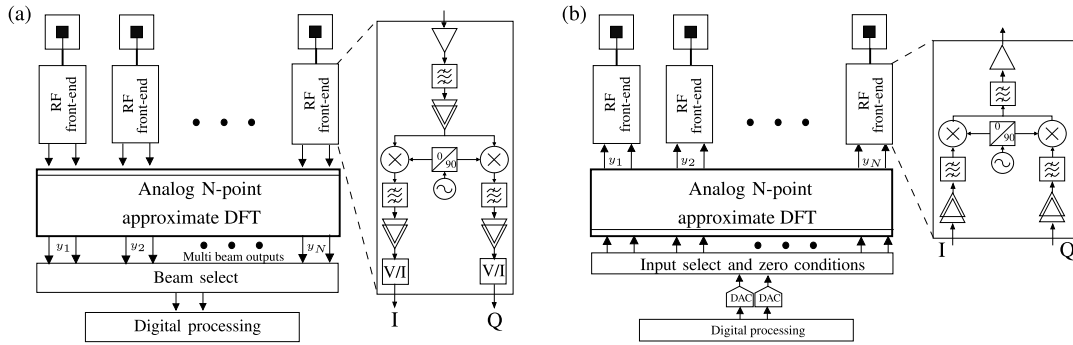 (a)
RF
front-end
RF
front-end
RF
front-end
Analog N-point
approximate DFT
y1
y2
yN
Multi beam outputs
Beam select
Digital processing
0
90
V/I
V/I
I
Q
(b)
RF
front-end
RF
front-end
RF
front-end
y1
y2
yN
Analog N-point
approximate DFT
Input select and zero conditions
DAC
DAC
Digital processing
0
90
I
Q